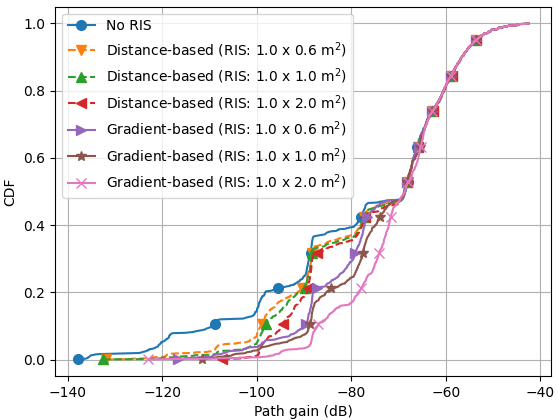 1.0
0.8
0.6
0.4
0.2
0.0
CDF
No RIS
Distance-based (RIS: 1.0 x 0.6 m²)
Distance-based (RIS: 1.0 x 1.0 m²)
Distance-based (RIS: 1.0 x 2.0 m²)
Gradient-based (RIS: 1.0 x 0.6 m²)
Gradient-based (RIS: 1.0 x 1.0 m²)
Gradient-based (RIS: 1.0 x 2.0 m²)
−140 −120 −100 −80 −60 −40
Path gain (dB)